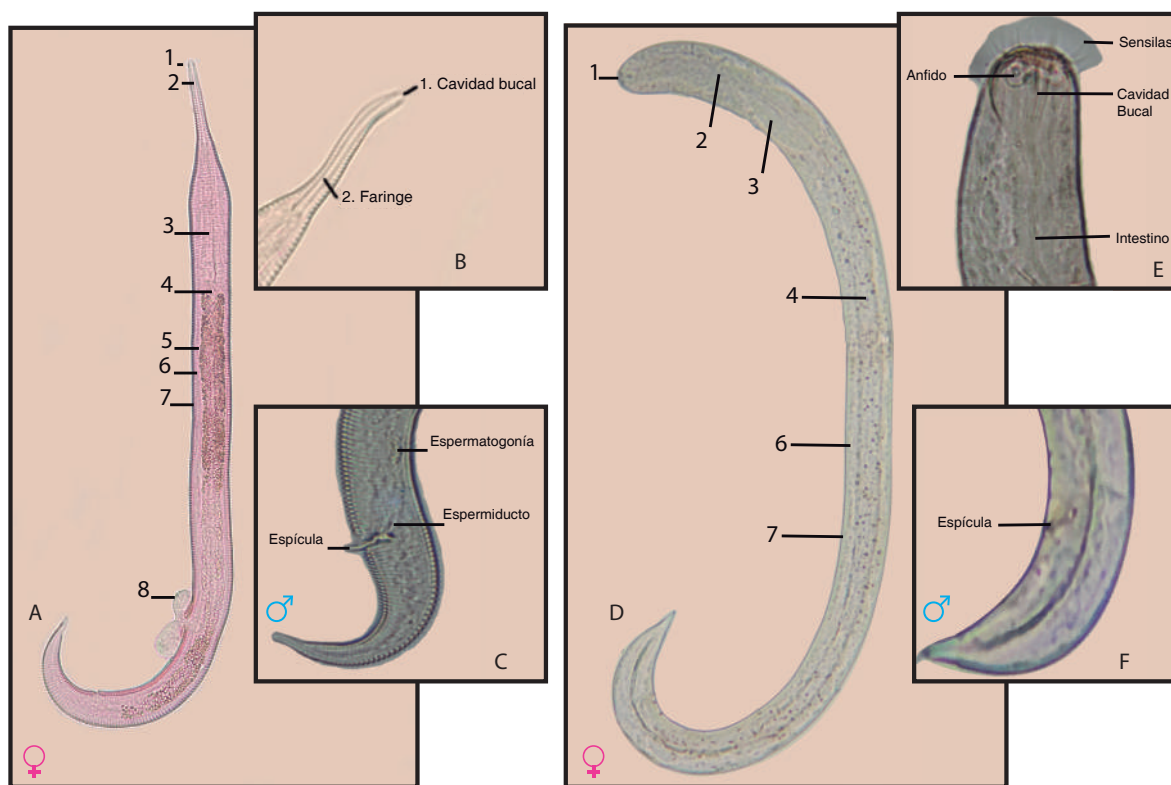 1
2
3
4
5
6
7
8
A
1. Cavidad bucal
2. Faringe
B
Espermatogonía
Espermiducto
Espícula
C
1
2
3
4
6
7
D
Sensilas
Anfido
Cavidad
Bucal
Intestino
E
Espícula
F